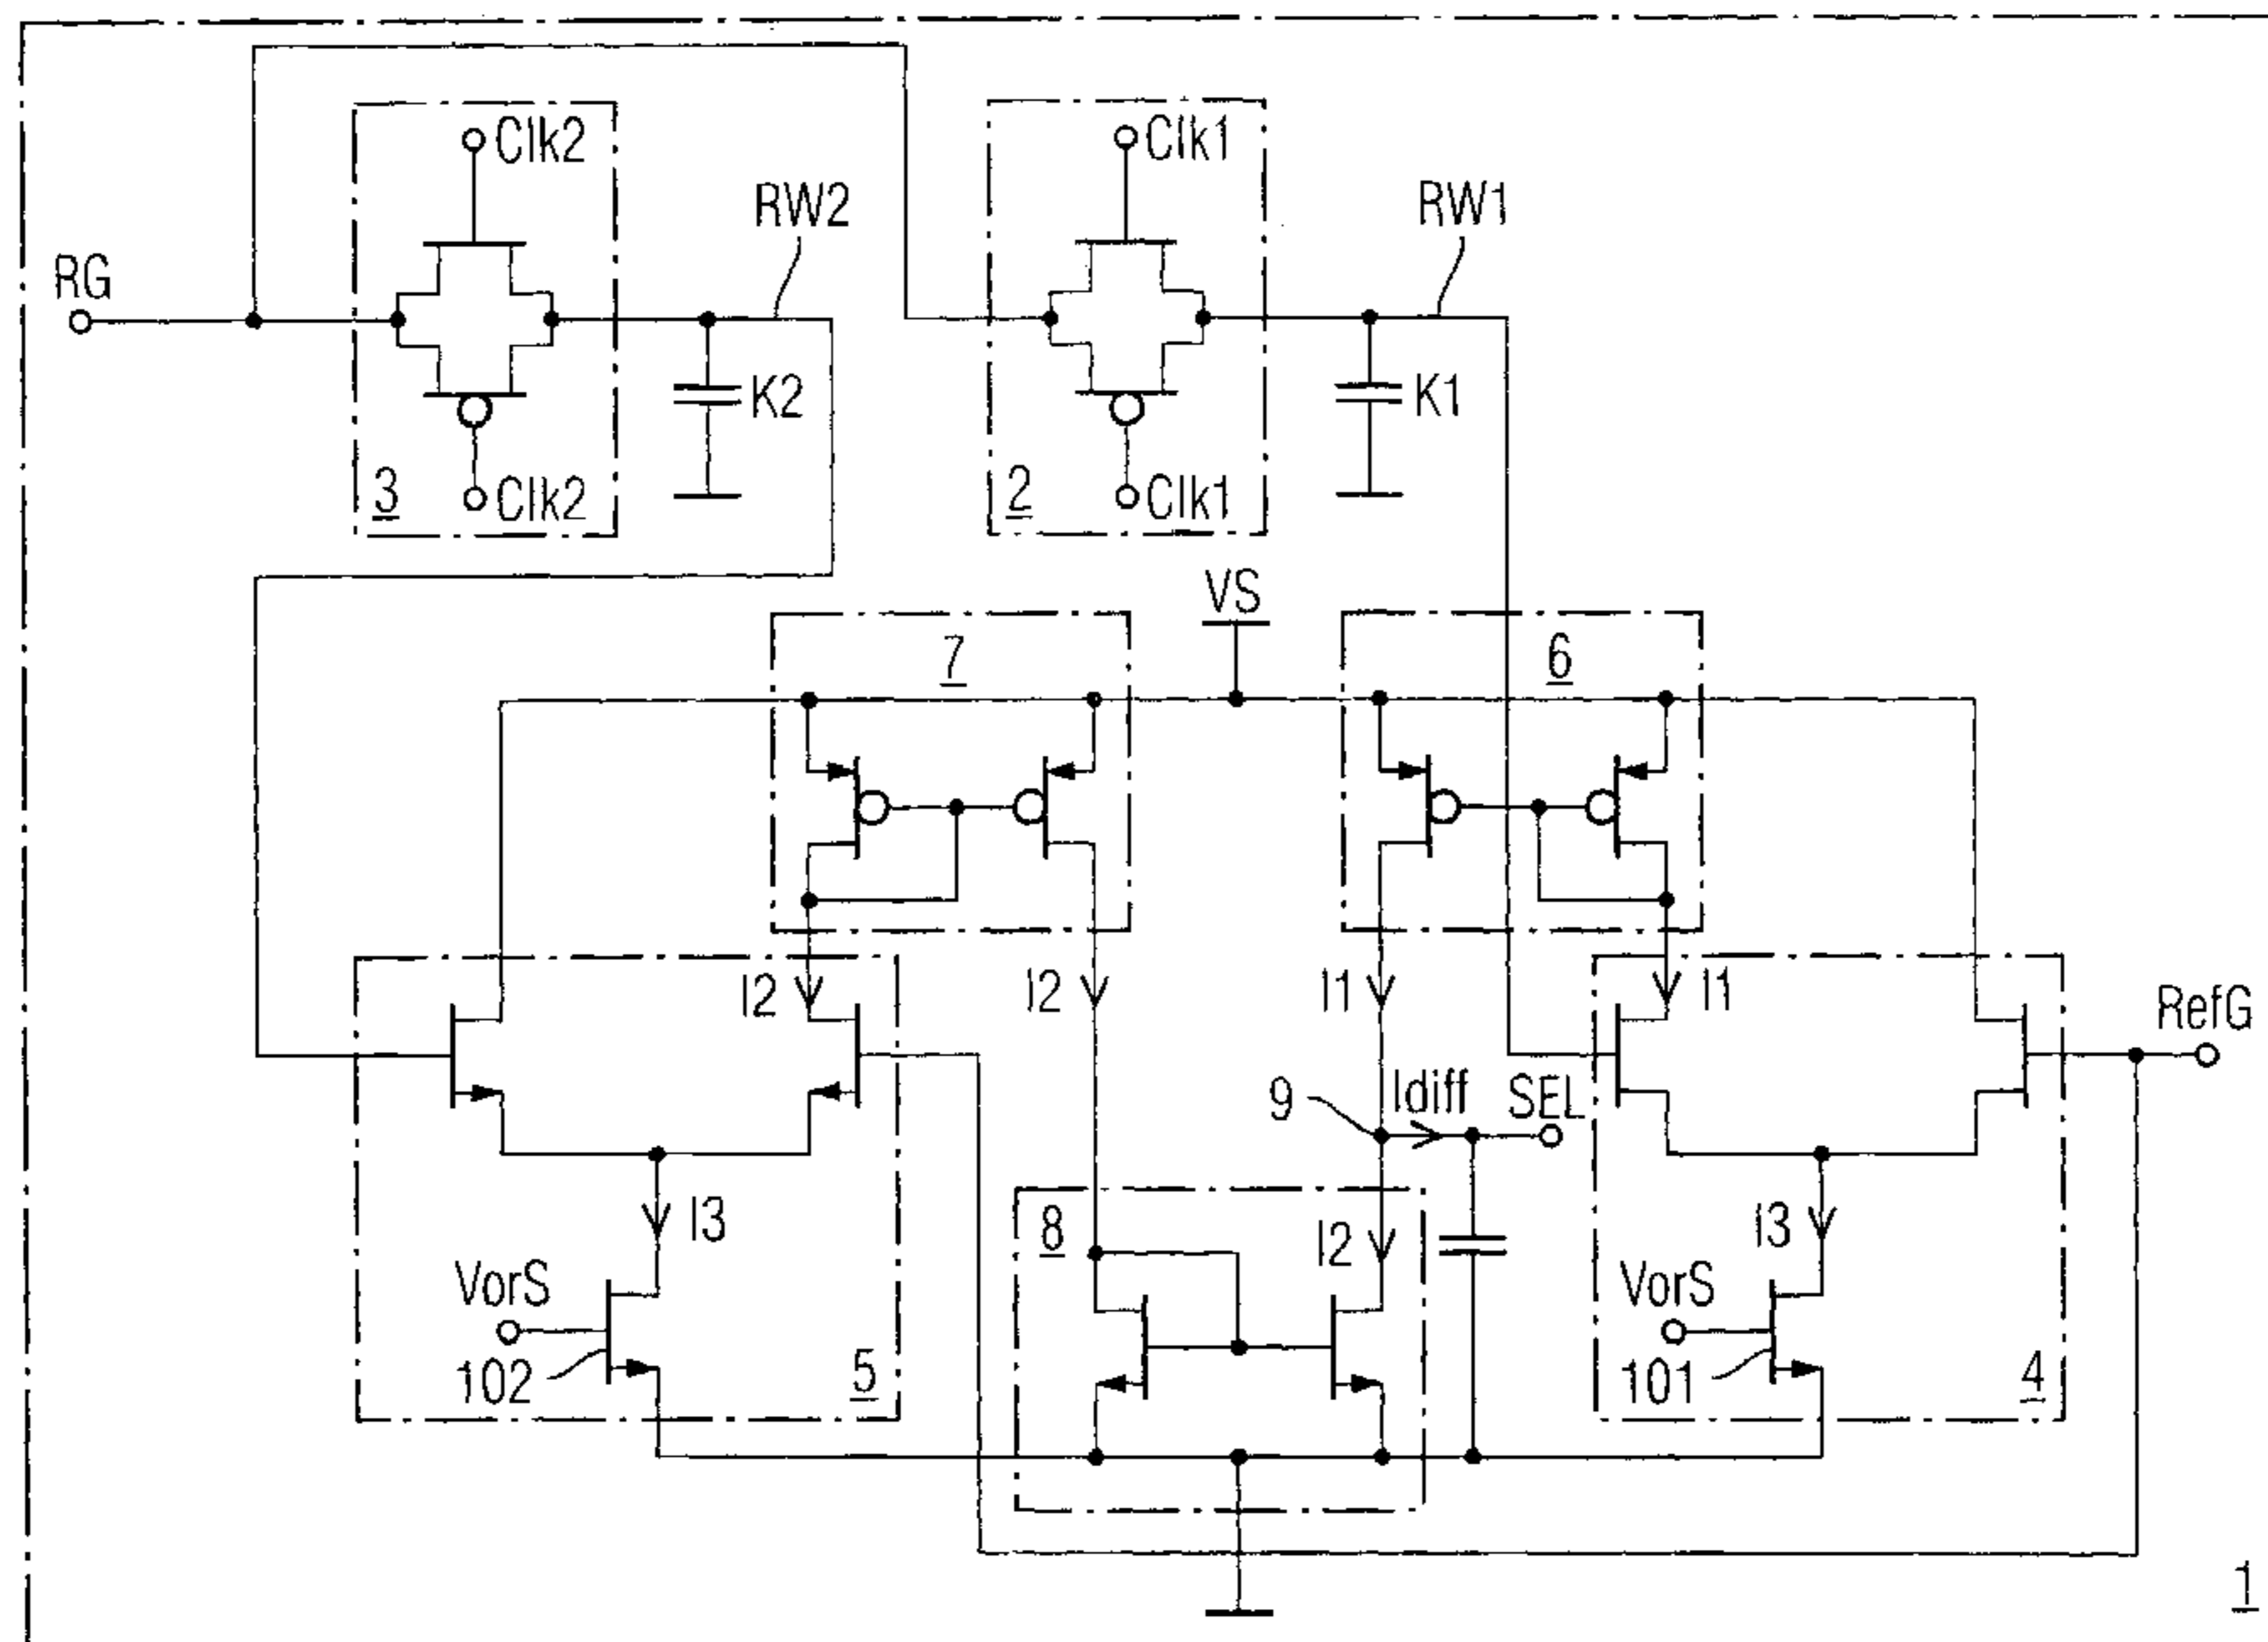 Clk2
Clk1
RW2
RW1
RG
K2
K1
3
Clk2
2
Clk1
VS
7
6
I2
I2
I1
I1
RefG
9
Idiff
SEL
I3
8
I2
I3
VorS
VorS
102
5
101
4
1